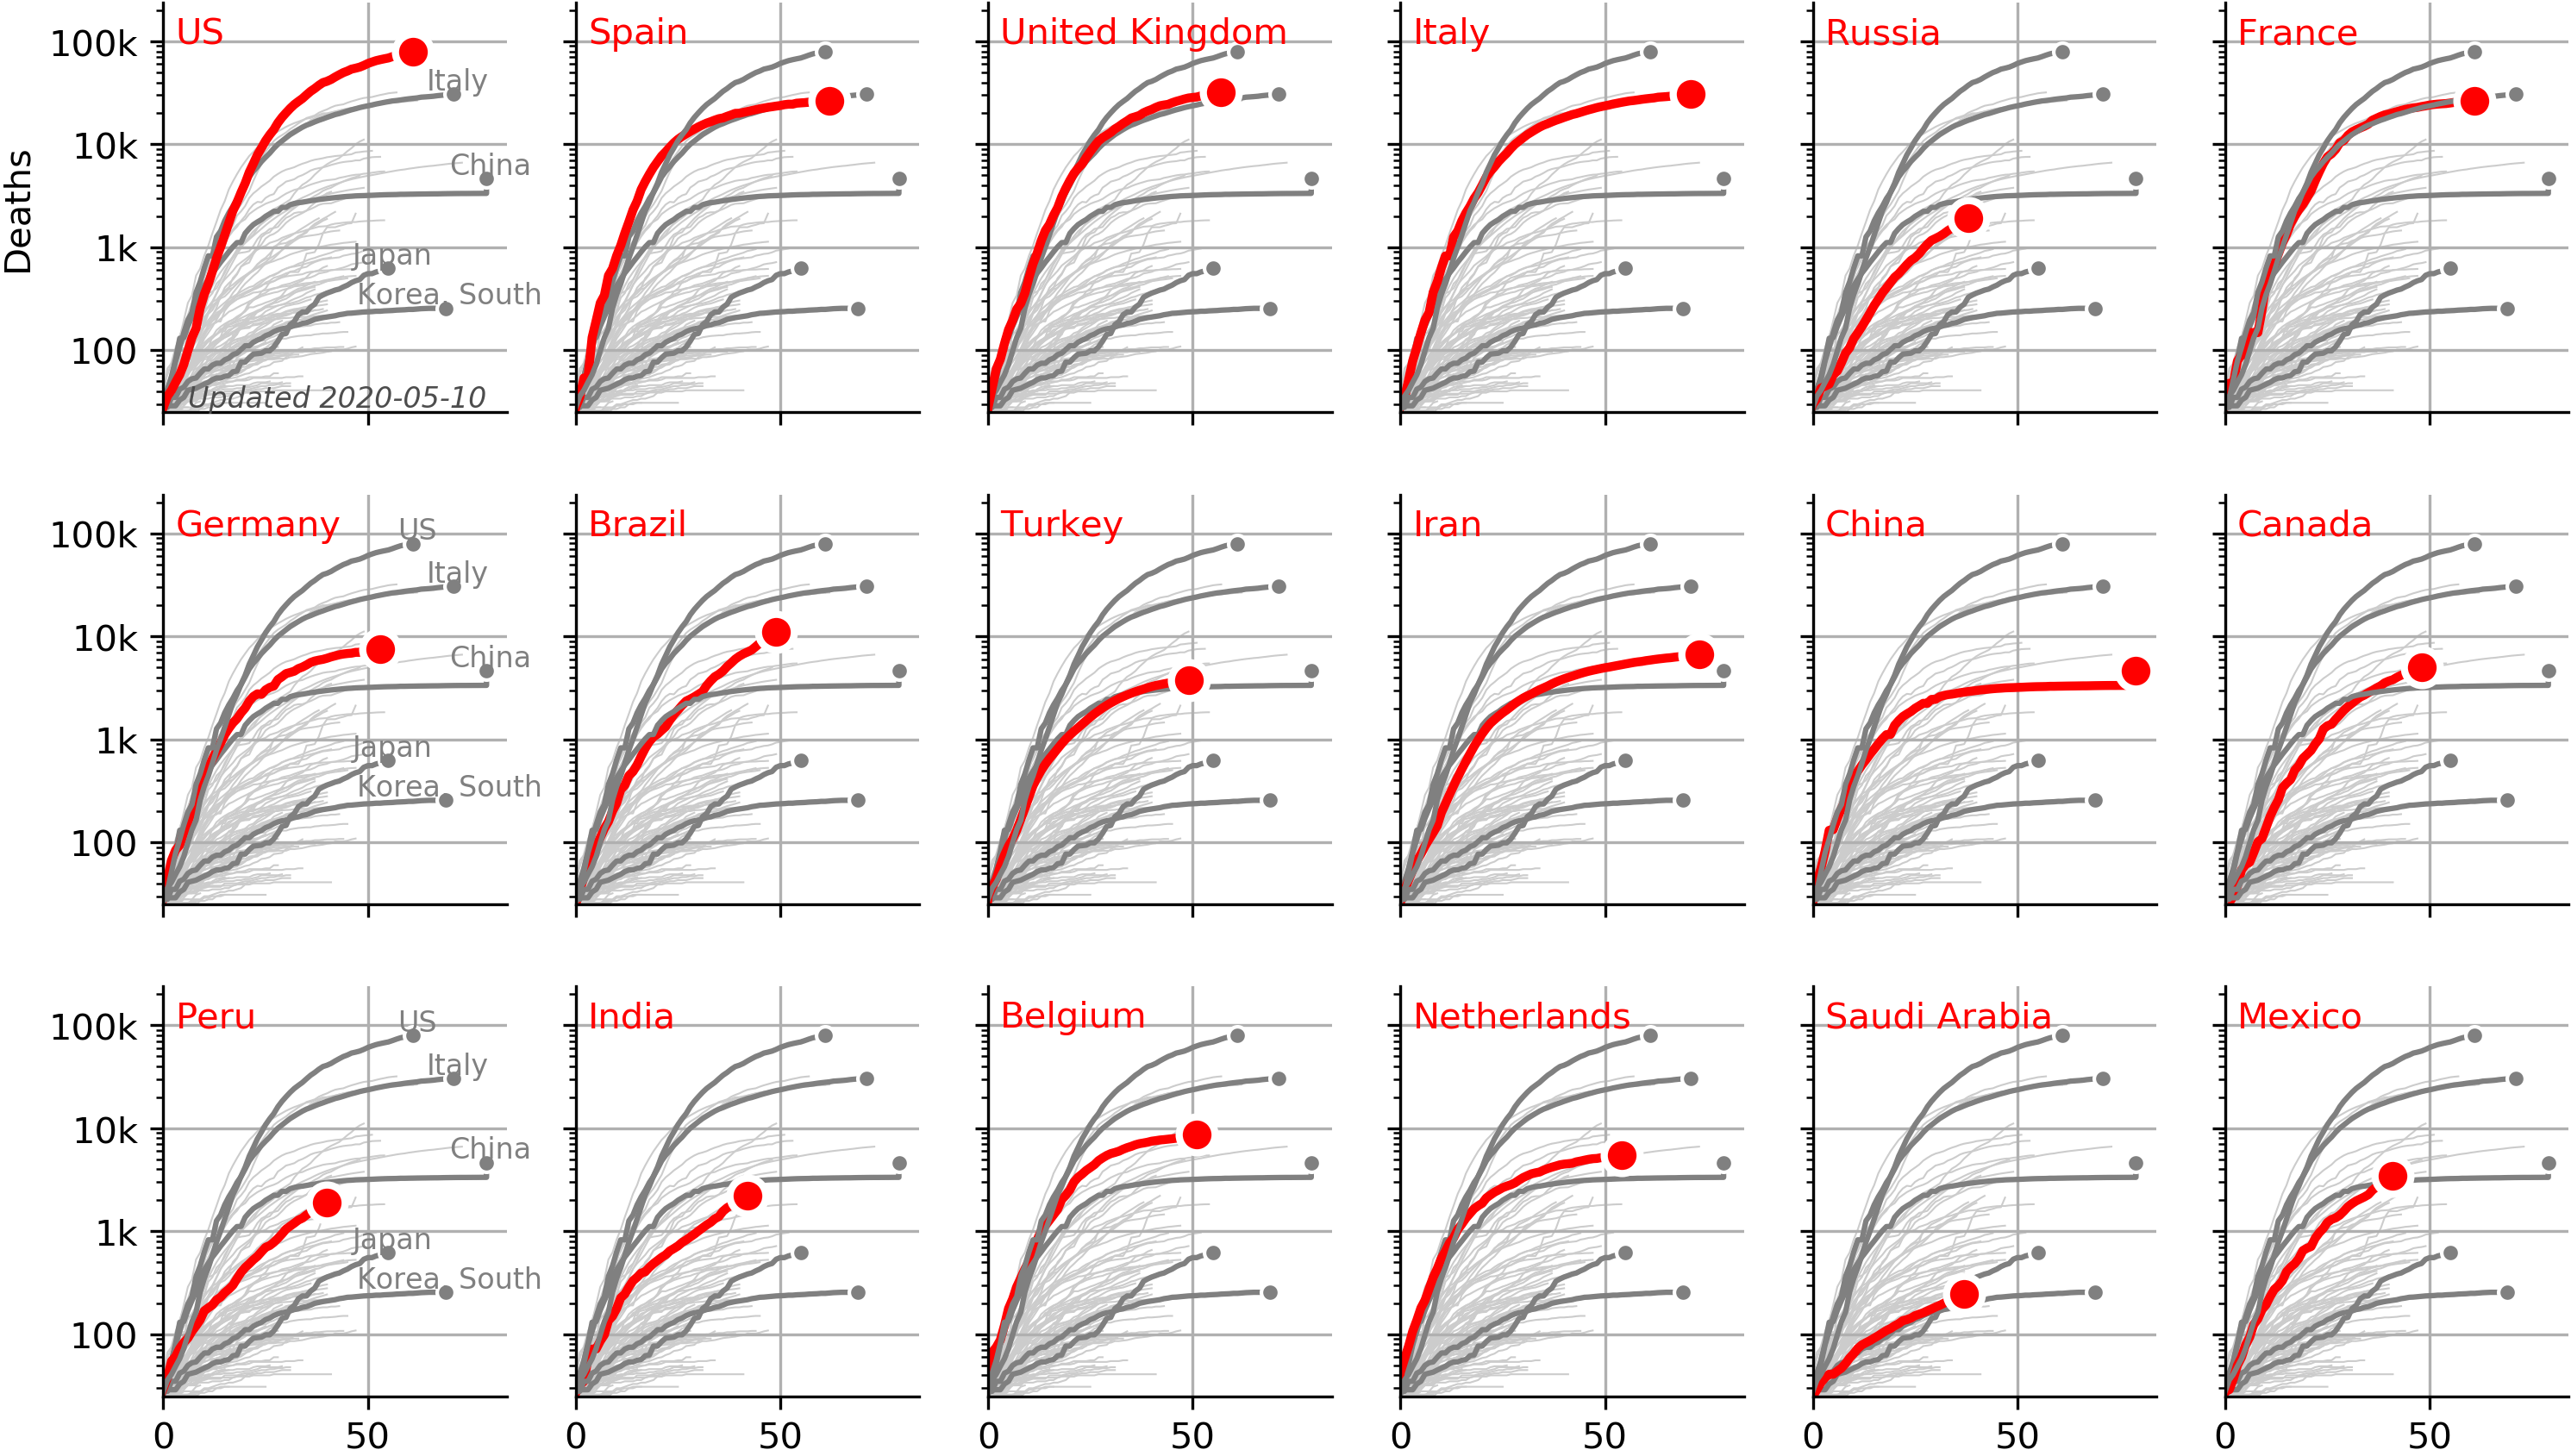 US
Spain
United Kingdom
Italy
Russia
France
100k
10k
1k
100
Deaths
Italy
China
Japan
Korea, South
Updated 2020-05-10
50
Germany
Brazil
Turkey
Iran
China
Canada
100k
10k
1k
100
US
Italy
China
Japan
Korea, South
Peru
India
Belgium
Netherlands
Saudi Arabia
Mexico
100k
10k
1k
100
US
Italy
China
Japan
Korea, South
0 50
0 50
0 50
0 50
0 50
0 50